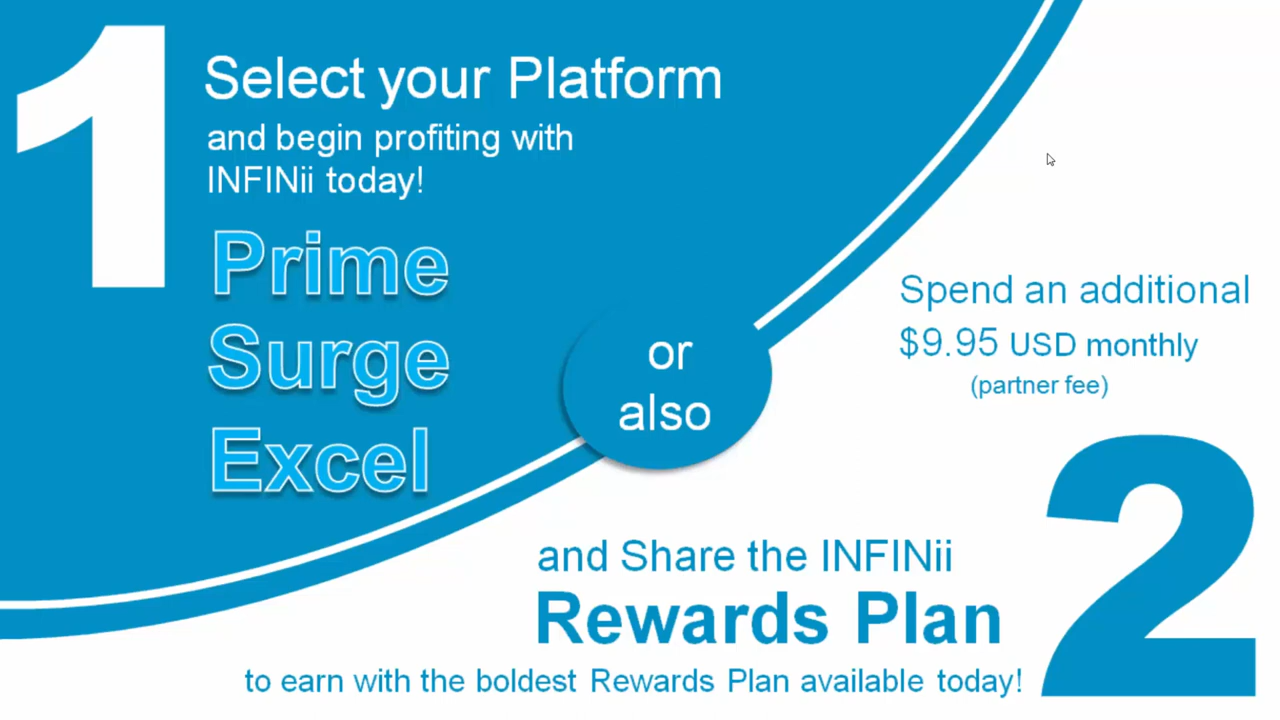 1
Select your Platform
and begin profiting with
INFINii today!
Prime
Surge
Excel
or
also
Spend an additional
$9.95 USD monthly
(partner fee)
2
and Share the INFINii
Rewards Plan
to earn with the boldest Rewards Plan available today!